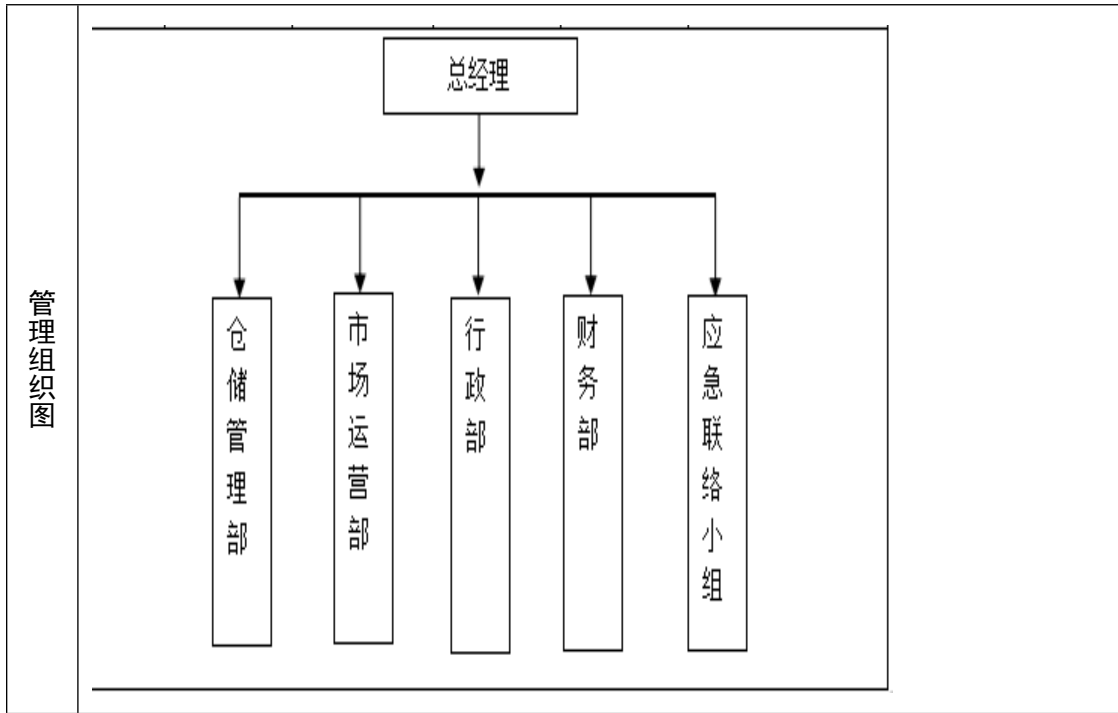 管理组织图
总经理
仓储管理部
市场运营部
行政部
财务部
应急联络小组